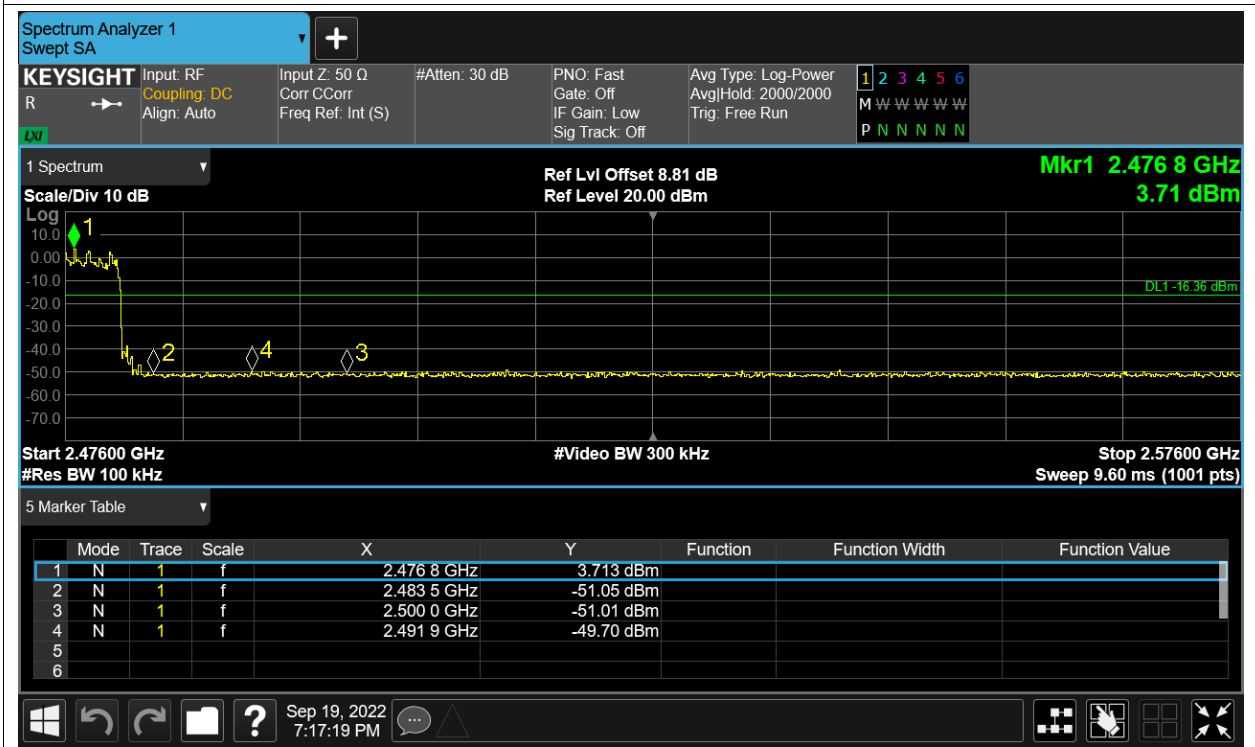 Spectrum Analyzer 1
Swept SA
KEYSIGHT Input: RF Input Z: 50 Ω #Atten: 30 dB PNO: Fast Avg Type: Log-Power 1 2 3 4 5 6
R Coupling: DC Corr CCorr Gate: Off Avg|Hold: 2000/2000 M W W W W W
Align: Auto Freq Ref: Int (S) IF Gain: Low Trig: Free Run
LXI Sig Track: Off P N N N N N
1 Spectrum Ref Lvl Offset 8.81 dB Mkr1 2.476 8 GHz
Scale/Div 10 dB Ref Level 20.00 dBm 3.71 dBm
Log
1
10.0
0.00
-10.0
DL1 -16.36 dBm
-20.0
-30.0
-40.0
2 4 3
-50.0
-60.0
-70.0
Start 2.47600 GHz #Video BW 300 kHz Stop 2.57600 GHz
#Res BW 100 kHz Sweep 9.60 ms (1001 pts)
5 Marker Table
Mode Trace Scale X Y Function Function Width Function Value
1 N 1 f 2.476 8 GHz 3.713 dBm
2 N 1 f 2.483 5 GHz -51.05 dBm
3 N 1 f 2.500 0 GHz -51.01 dBm
4 N 1 f 2.491 9 GHz -49.70 dBm
5
6
? Sep 19, 2022
7:17:19 PM